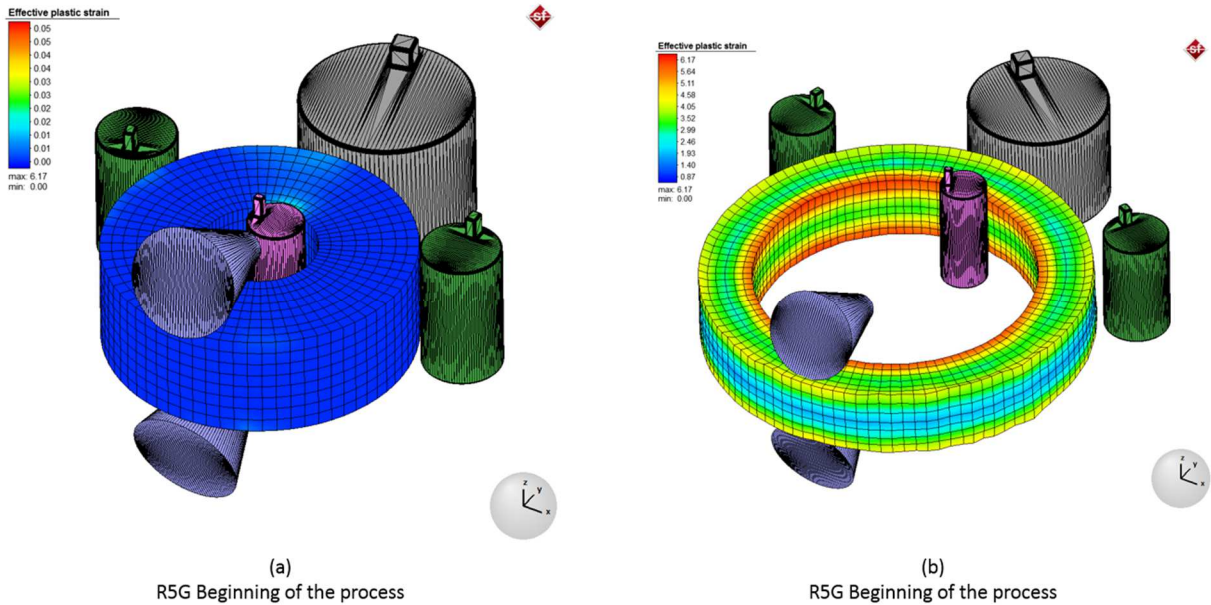 Effective plastic strain
0.05
0.04
0.04
0.03
0.03
0.02
0.02
0.01
0.01
0.00
0.00
max: 6.17
min: 0.00
sf
z
y
x
(a)
R5G Beginning of the process
Effective plastic strain
6.17
5.64
5.11
4.58
4.05
3.52
2.99
2.46
1.93
1.40
0.87
max: 6.17
min: 0.00
sf
z
y
x
(b)
R5G Beginning of the process